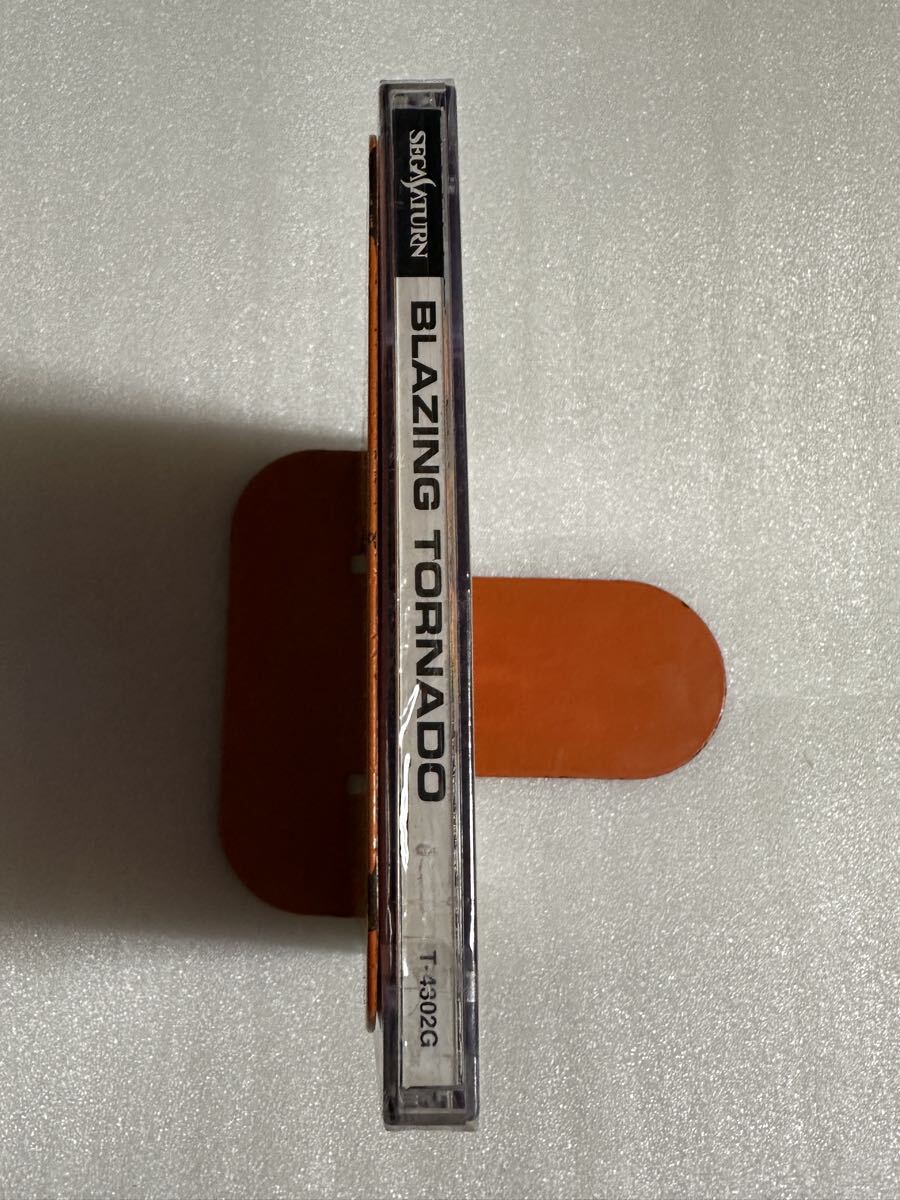 SEGA SATURN
BLAZING TORNADO
T-4302G